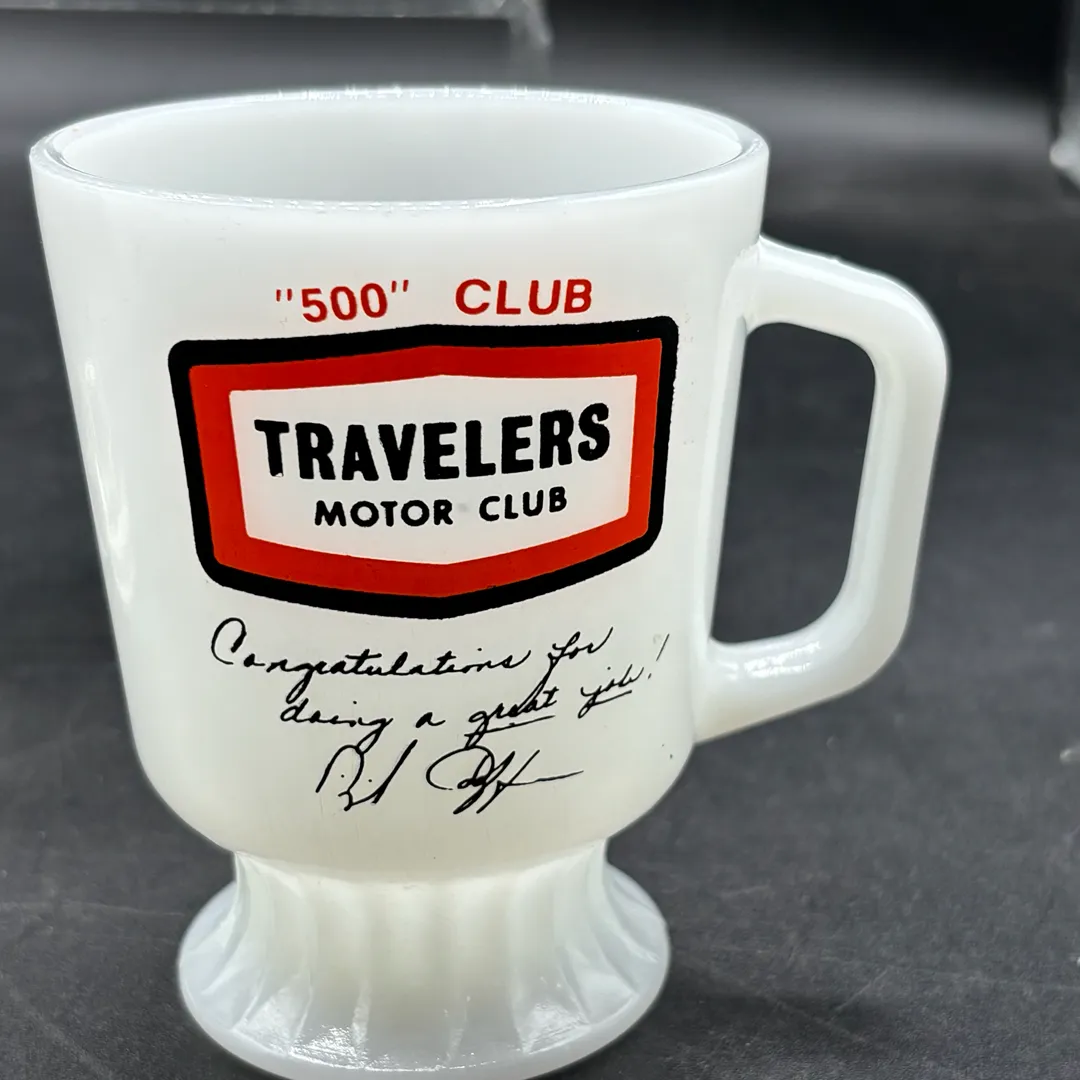 "500" CLUB
TRAVELERS
MOTOR CLUB
Congratulations for
doing a great job!